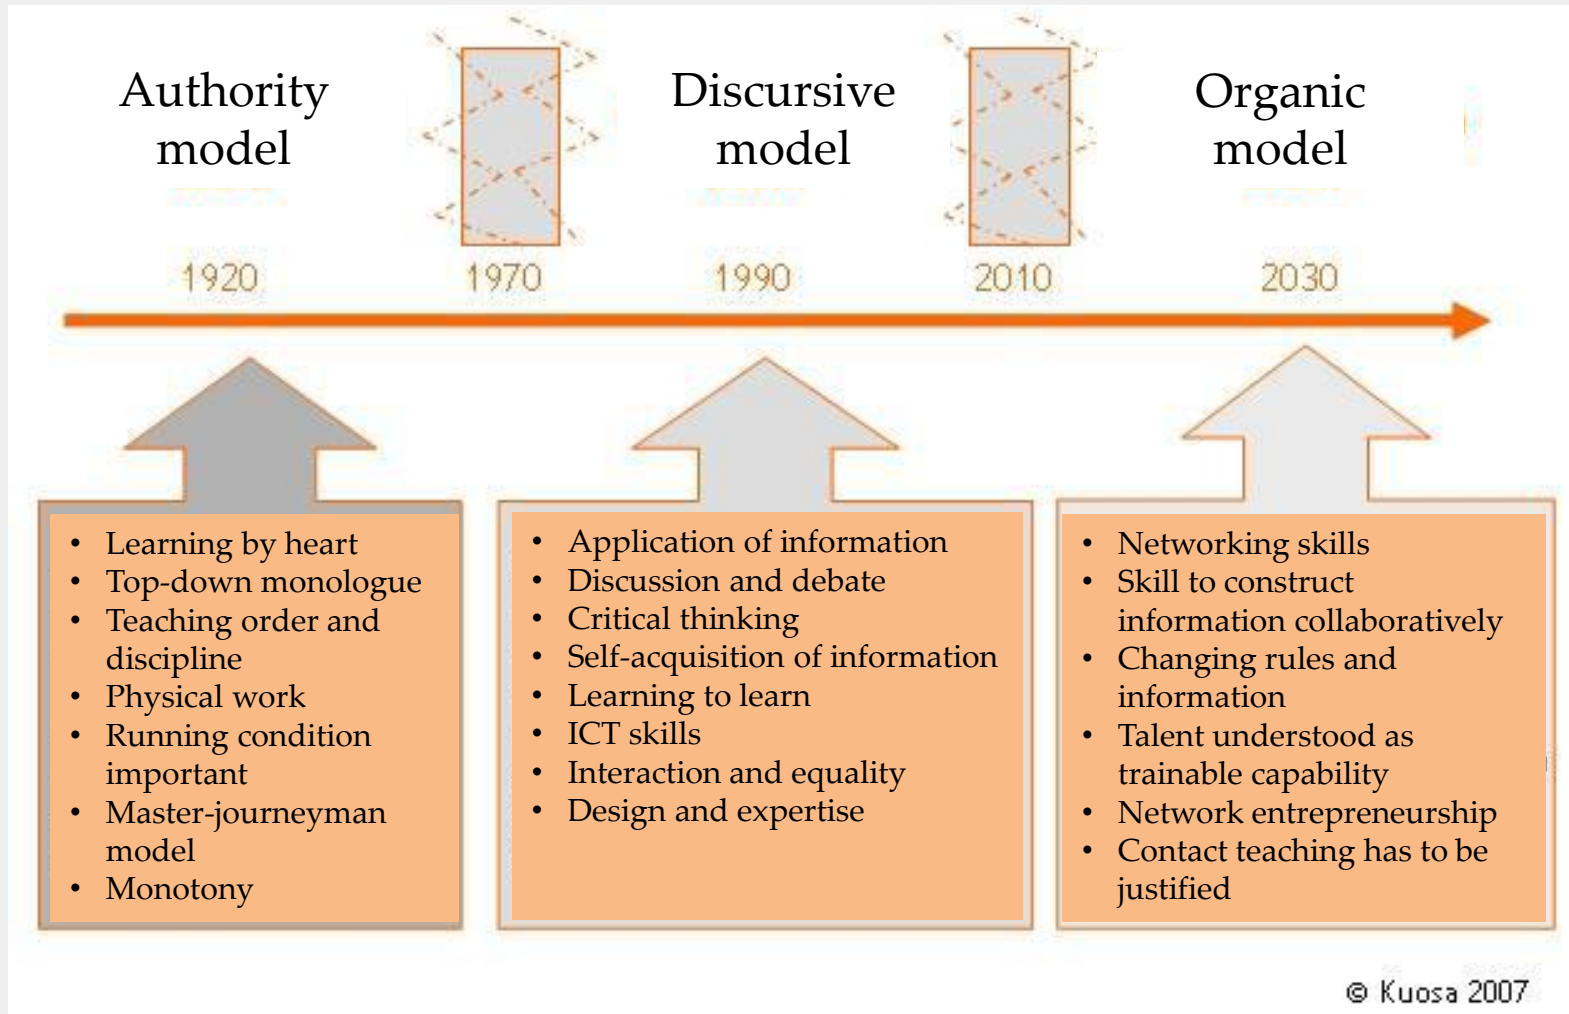 Authority
model
Discursive
model
Organic
model
1920
1970
1990
2010
2030
• Learning by heart
• Top-down monologue
• Teaching order and
discipline
• Physical work
• Running condition
important
• Master-journeyman
model
• Monotony
• Application of information
• Discussion and debate
• Critical thinking
• Self-acquisition of information
• Learning to learn
• ICT skills
• Interaction and equality
• Design and expertise
• Networking skills
• Skill to construct
information collaboratively
• Changing rules and
information
• Talent understood as
trainable capability
• Network entrepreneurship
• Contact teaching has to be
justified
© Kuosa 2007